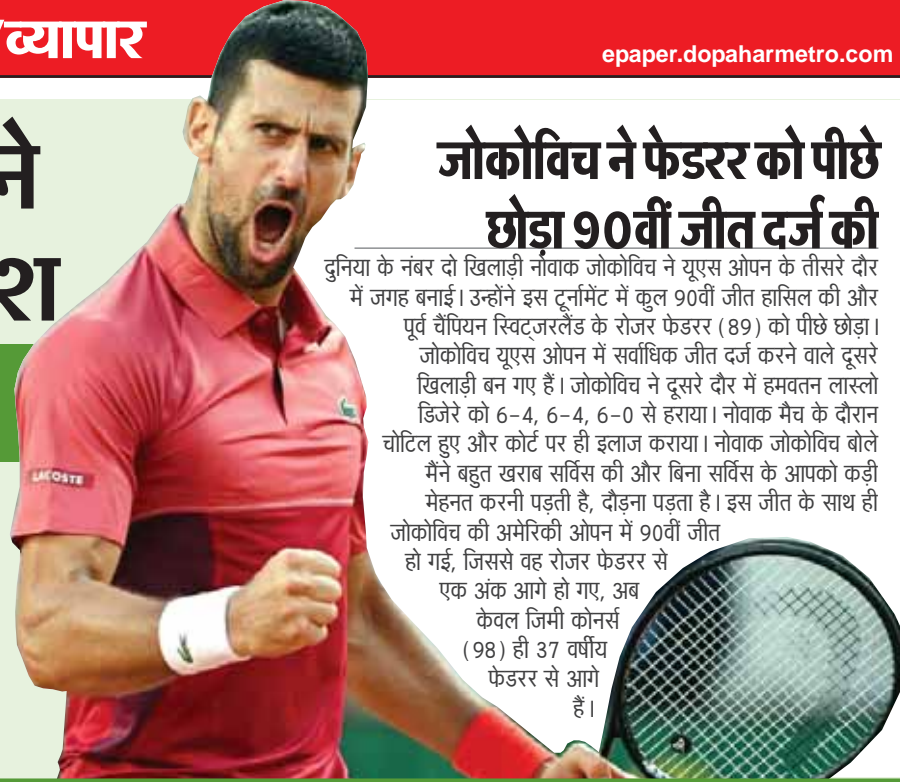 व्यापार
epaper.dopaharmetro.com
ने
श
जोकोविच ने फेडरर को पीछे
छोड़ा 90वीं जीत दर्ज की
दुनिया के नंबर दो खिलाड़ी नोवाक जोकोविच ने यूएस ओपन के तीसरे दौर
में जगह बनाई। उन्होंने इस टूर्नामेंट में कुल 90वीं जीत हासिल की और
पूर्व चैंपियन स्विट्जरलैंड के रोजर फेडरर (89) को पीछे छोड़ा।
जोकोविच यूएस ओपन में सर्वाधिक जीत दर्ज करने वाले दूसरे
खिलाड़ी बन गए हैं। जोकोविच ने दूसरे दौर में हमवतन लास्लो
डिजेरे को 6-4, 6-4, 6-0 से हराया। नोवाक मैच के दौरान
चोटिल हुए और कोर्ट पर ही इलाज कराया। नोवाक जोकोविच बोले
मैंने बहुत खराब सर्विस की और बिना सर्विस के आपको कड़ी
मेहनत करनी पड़ती है, दौड़ना पड़ता है। इस जीत के साथ ही
जोकोविच की अमेरिकी ओपन में 90वीं जीत
हो गई, जिससे वह रोजर फेडरर से
एक अंक आगे हो गए, अब
केवल जिमी कोनर्स
(98) ही 37 वर्षीय
फेडरर से आगे
हैं।
LACOSTE